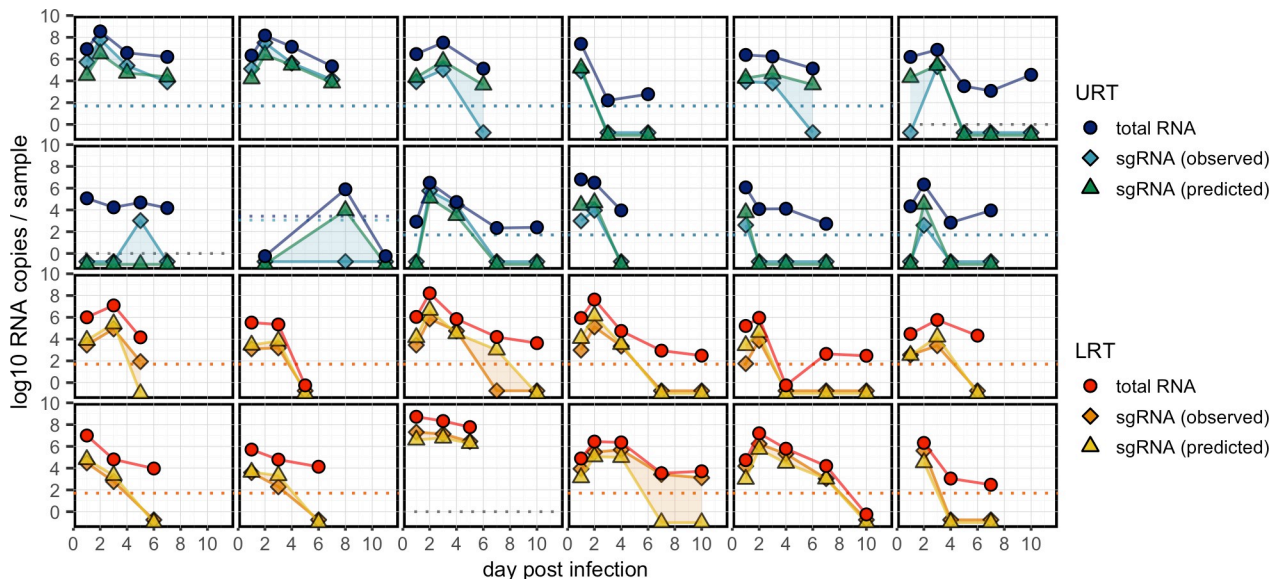 10
8
6
4
2
0
URT
total RNA
sgRNA (observed)
sgRNA (predicted)
10
8
6
4
2
0
log10 RNA copies / sample
10
8
6
4
2
0
LRT
total RNA
sgRNA (observed)
sgRNA (predicted)
10
8
6
4
2
0
0 2 4 6 8 10 0 2 4 6 8 10 0 2 4 6 8 10 0 2 4 6 8 10 0 2 4 6 8 10 0 2 4 6 8 10
day post infection